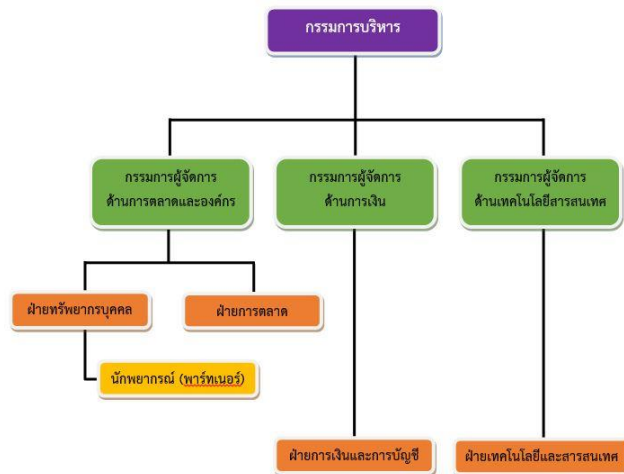 กรรมการบริหาร
กรรมการผู้จัดการ
ด้านการตลาดและองค์กร
กรรมการผู้จัดการ
ด้านการเงิน
กรรมการผู้จัดการ
ด้านเทคโนโลยีสารสนเทศ
ฝ่ายทรัพยากรบุคคล
ฝ่ายการตลาด
นักพยากรณ์ (พาร์ทเนอร์)
ฝ่ายการเงินและการบัญชี
ฝ่ายเทคโนโลยีและสารสนเทศ